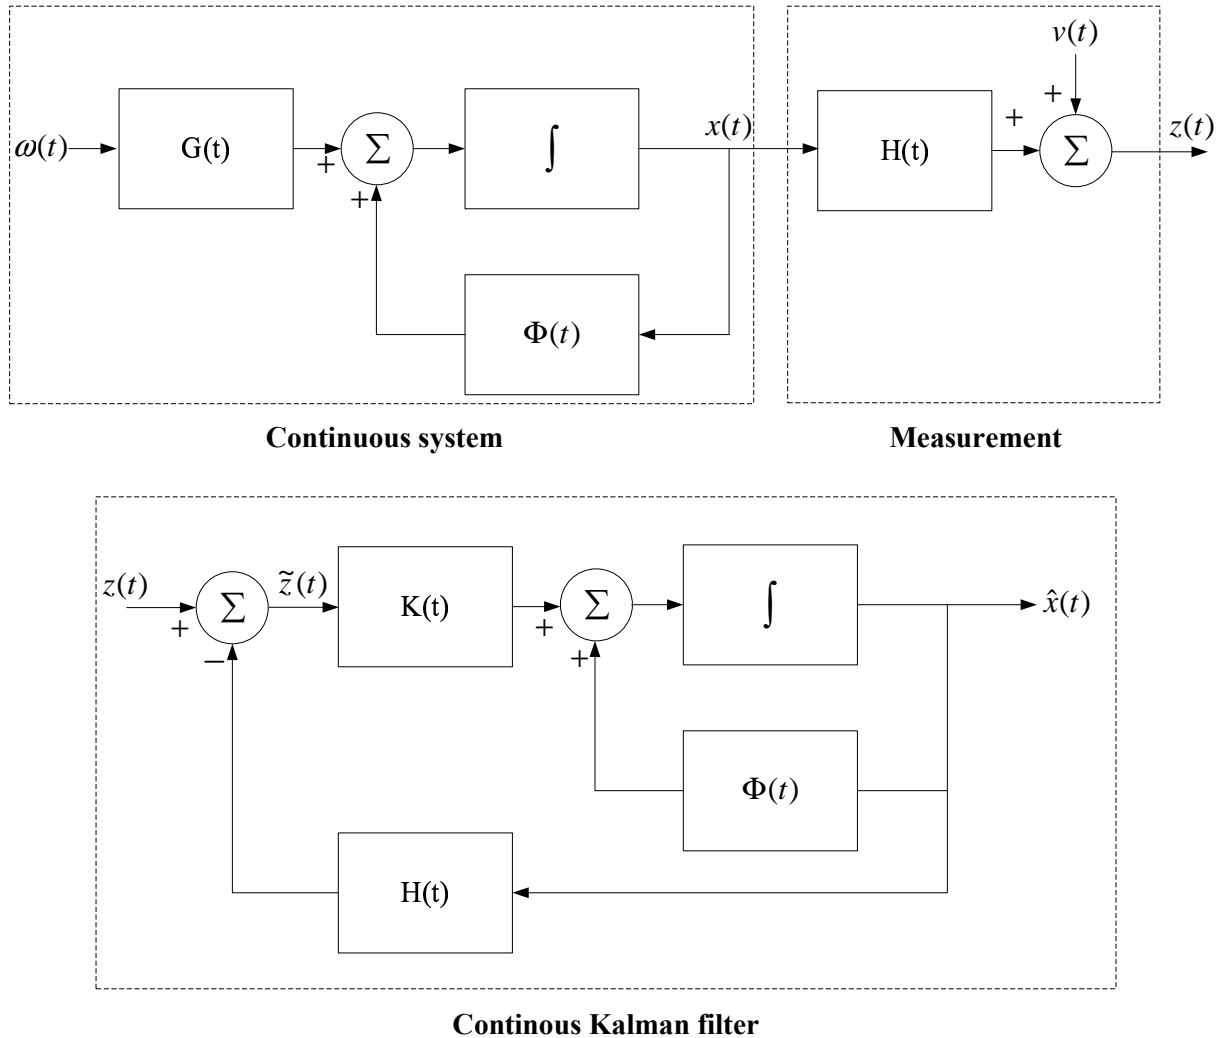 v(t)
ω(t) G(t) + Σ ∫ x(t) H(t) + + Σ z(t)
+
Φ(t)
Continuous system Measurement
z(t) + Σ z̃(t) K(t) + Σ ∫ x̂(t)
− +
Φ(t)
H(t)
Continous Kalman filter